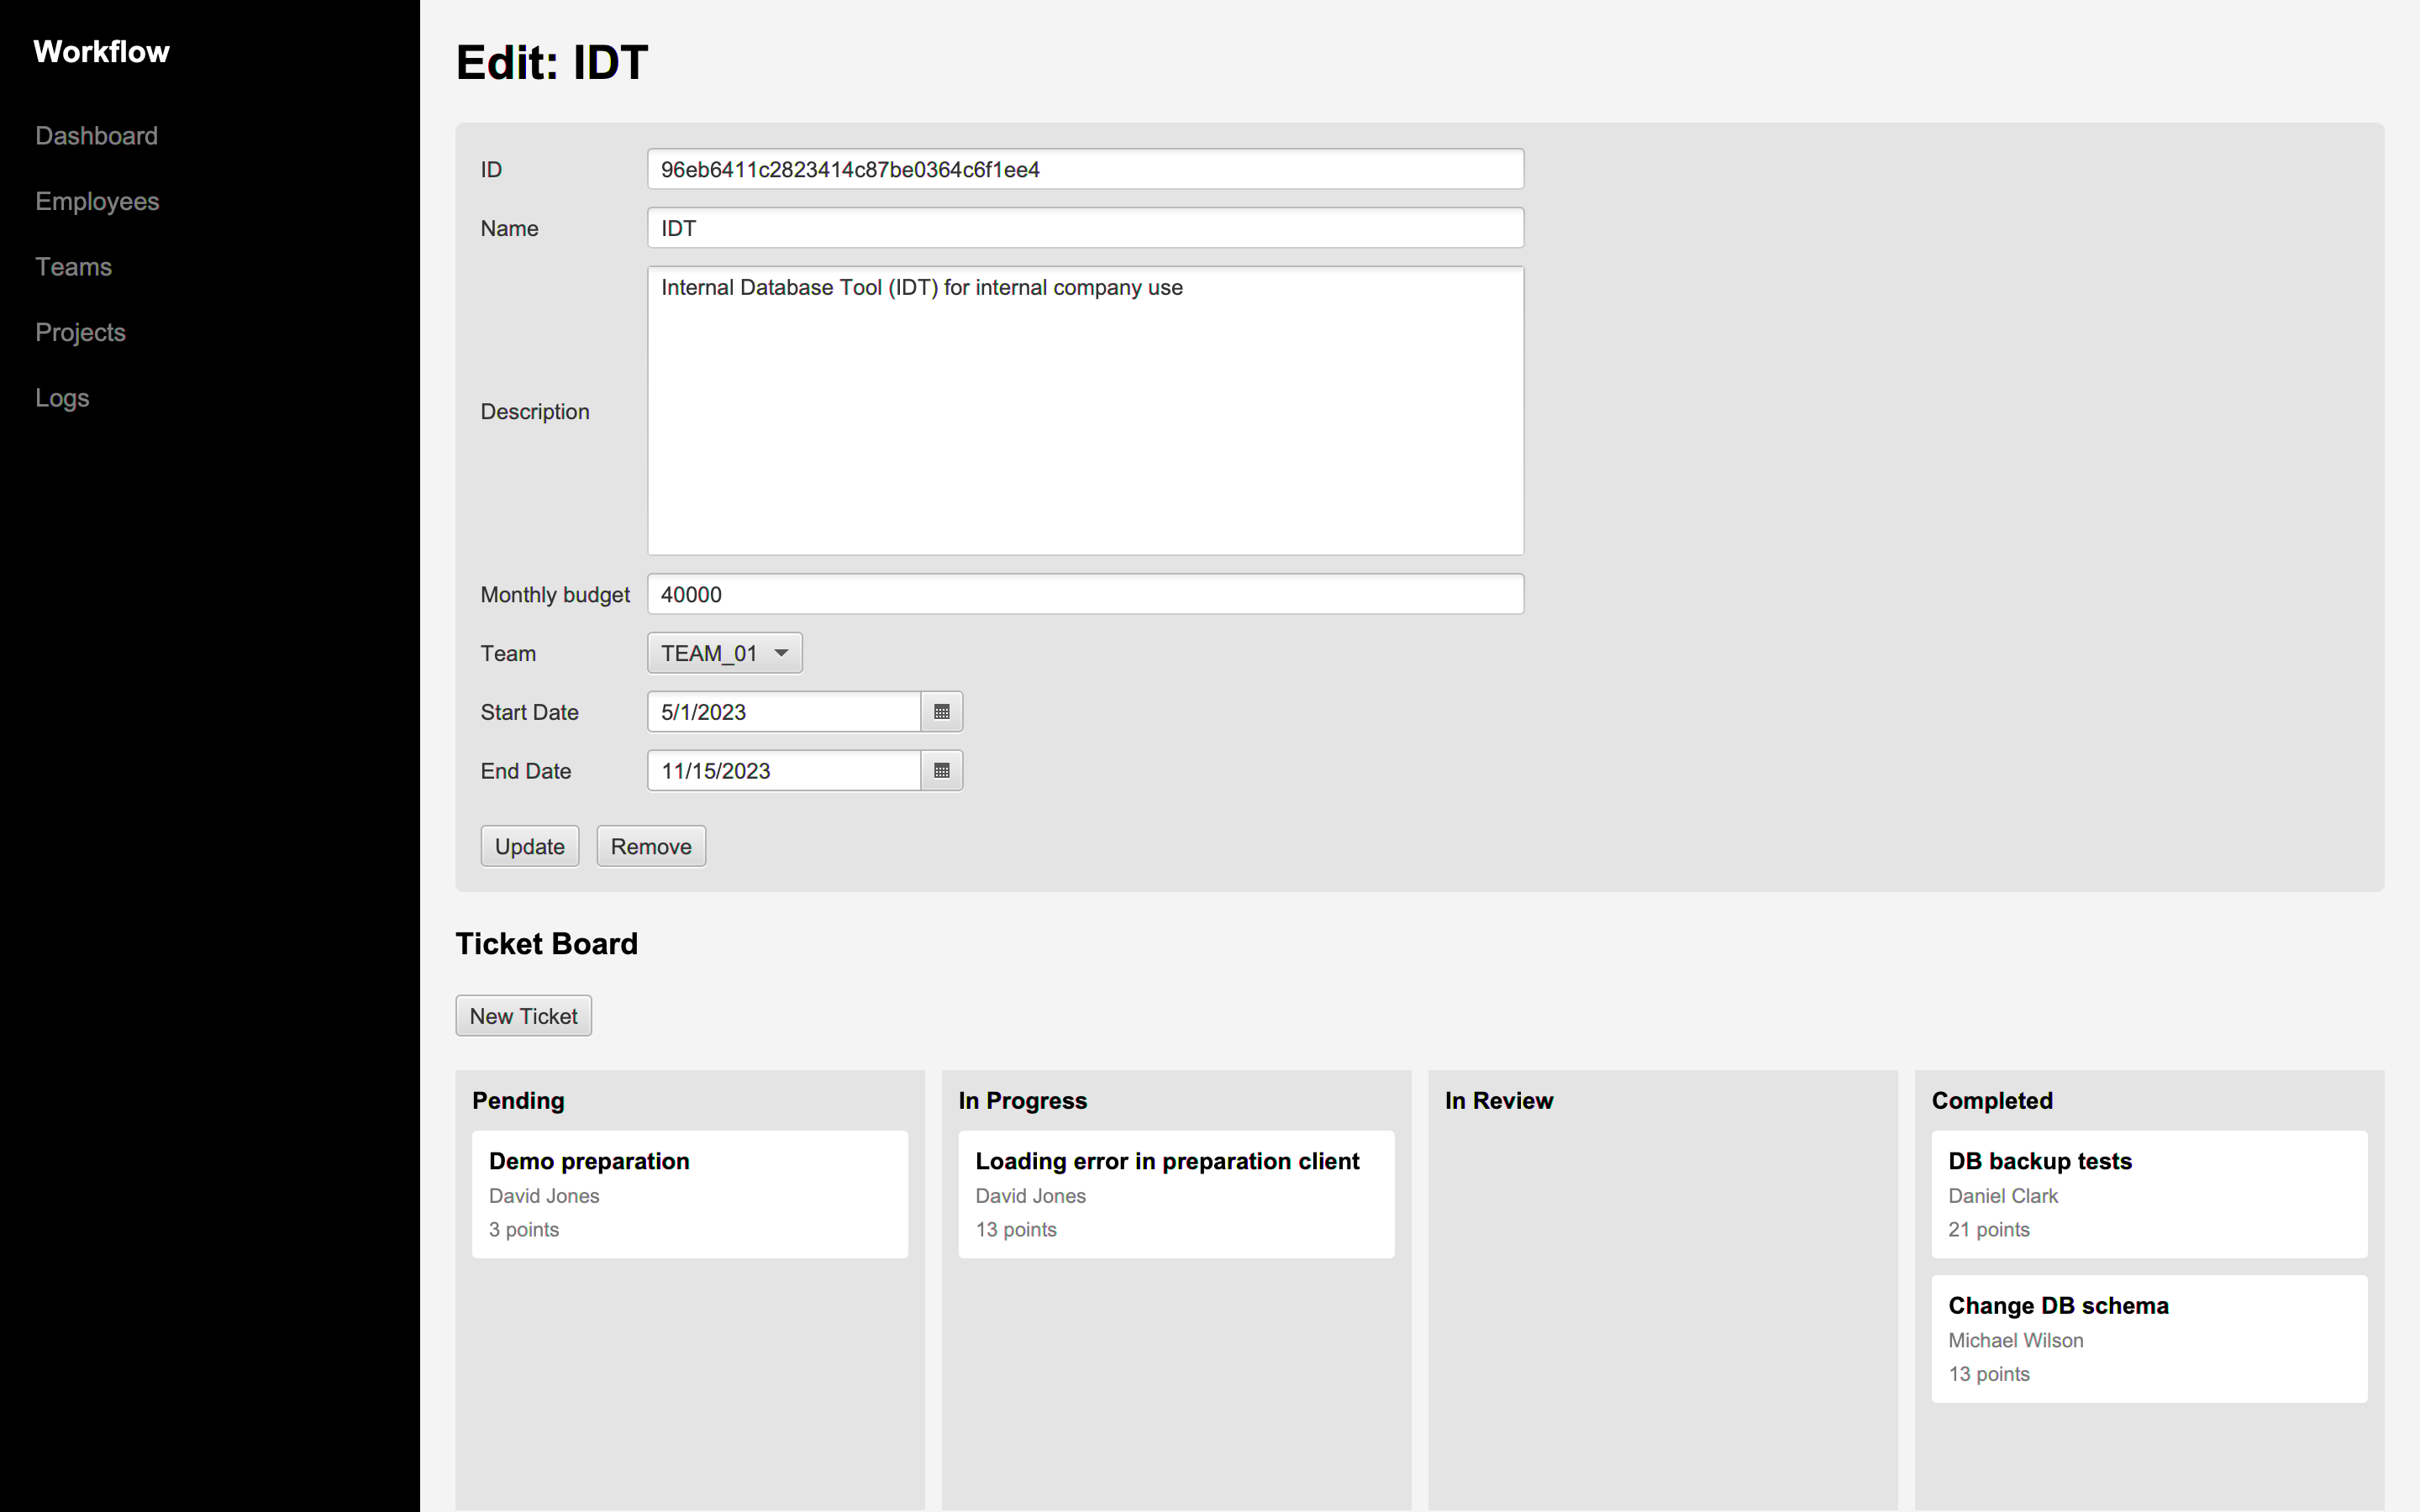 Workflow
Dashboard
Employees
Teams
Projects
Logs
Edit: IDT
ID
96eb6411c2823414c87be0364c6f1ee4
Name
IDT
Description
Internal Database Tool (IDT) for internal company use
Monthly budget
40000
Team
TEAM_01
Start Date
5/1/2023
End Date
11/15/2023
Update
Remove
Ticket Board
New Ticket
Pending
Demo preparation
David Jones
3 points
In Progress
Loading error in preparation client
David Jones
13 points
In Review
Completed
DB backup tests
Daniel Clark
21 points
Change DB schema
Michael Wilson
13 points